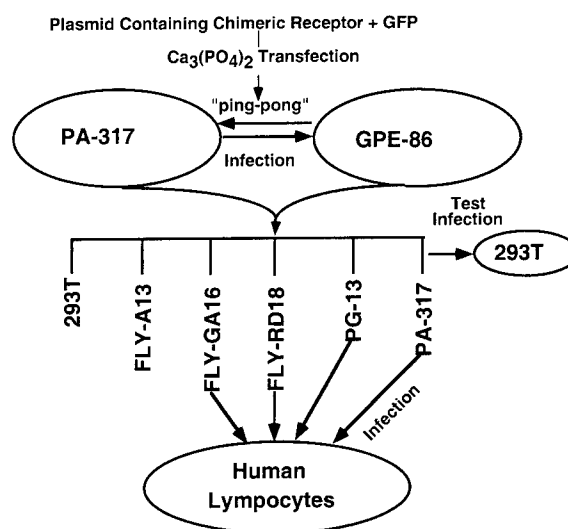 Plasmid Containing Chimeric Receptor + GFP
Ca3(PO4)2 Transfection
"ping-pong"
PA-317
GPE-86
Infection
Test
Infection
293T
293T
FLY-A13
FLY-GA16
FLY-RD18
PG-13
PA-317
Infection
Human
Lympocytes